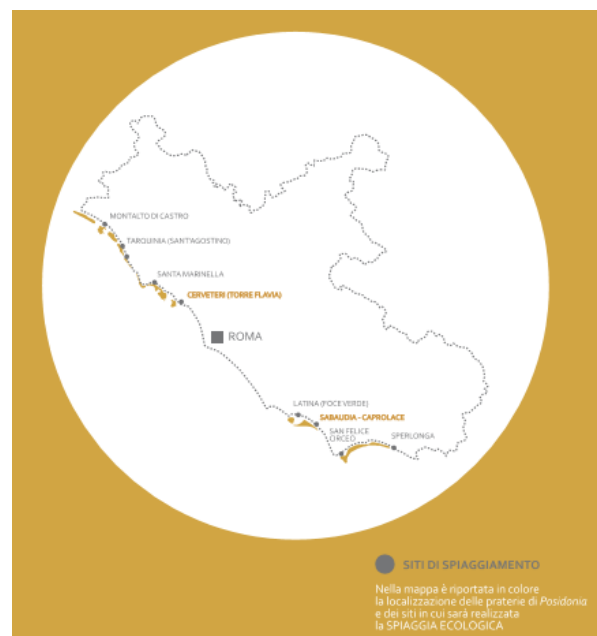 MONTALTO DI CASTRO
TARQUINIA (SANT'AGOSTINO)
SANTA MARINELLA
CERVETERI (TORRE FLAVIA)
ROMA
LATINA (FOCE VERDE)
SABAUDIA - CAPROLACE
SAN FELICE
CIRCEO
SPERLONGA
SITI DI SPIAGGIAMENTO
Nella mappa è riportata in colore
la localizzazione delle praterie di Posidonia
e dei siti in cui sarà realizzata
la SPIAGGIA ECOLOGICA